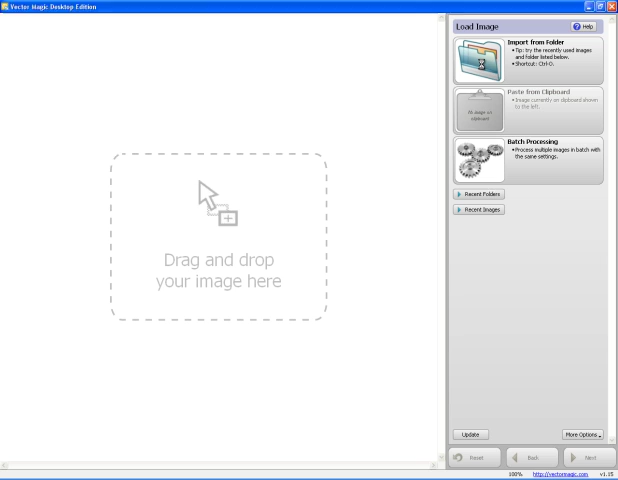 Vector Magic Desktop Edition
Load Image
Help
Import from Folder
• Tip: try the recently used images
and folder listed below.
• Shortcut: Ctrl-O.
Paste from Clipboard
• Image currently on clipboard shown
to the left.
No image on
clipboard
Batch Processing
• Process multiple images in batch with
the same settings.
Recent Folders
Recent Images
Drag and drop
your image here
Update
More Options
Reset
Back
Next
100%
http://vectormagic.com
v1.15